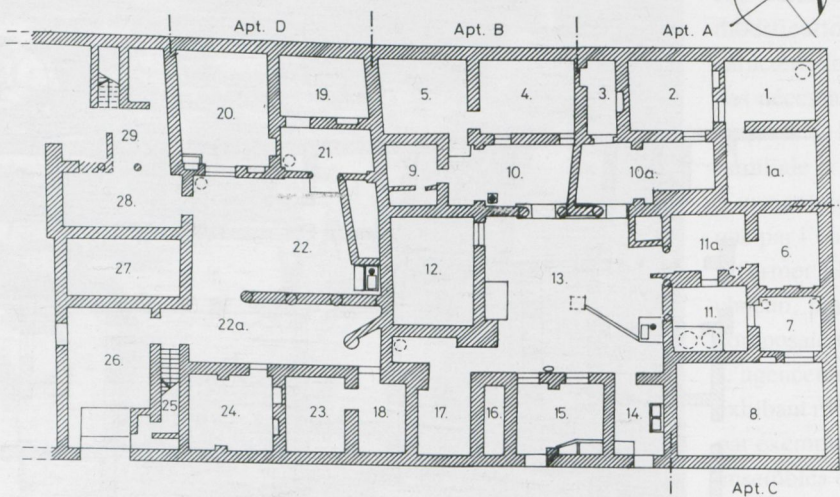 Apt. D Apt. B Apt. A
20. 19. 5. 4. 3. 2. 1.
29. 21. 9. 10. 10a. 1a.
28. 22. 12. 13. 11a. 6.
27. 22a. 11. 7.
26. 25 24. 23. 18. 17. 16. 15. 14. 8.
Apt. C